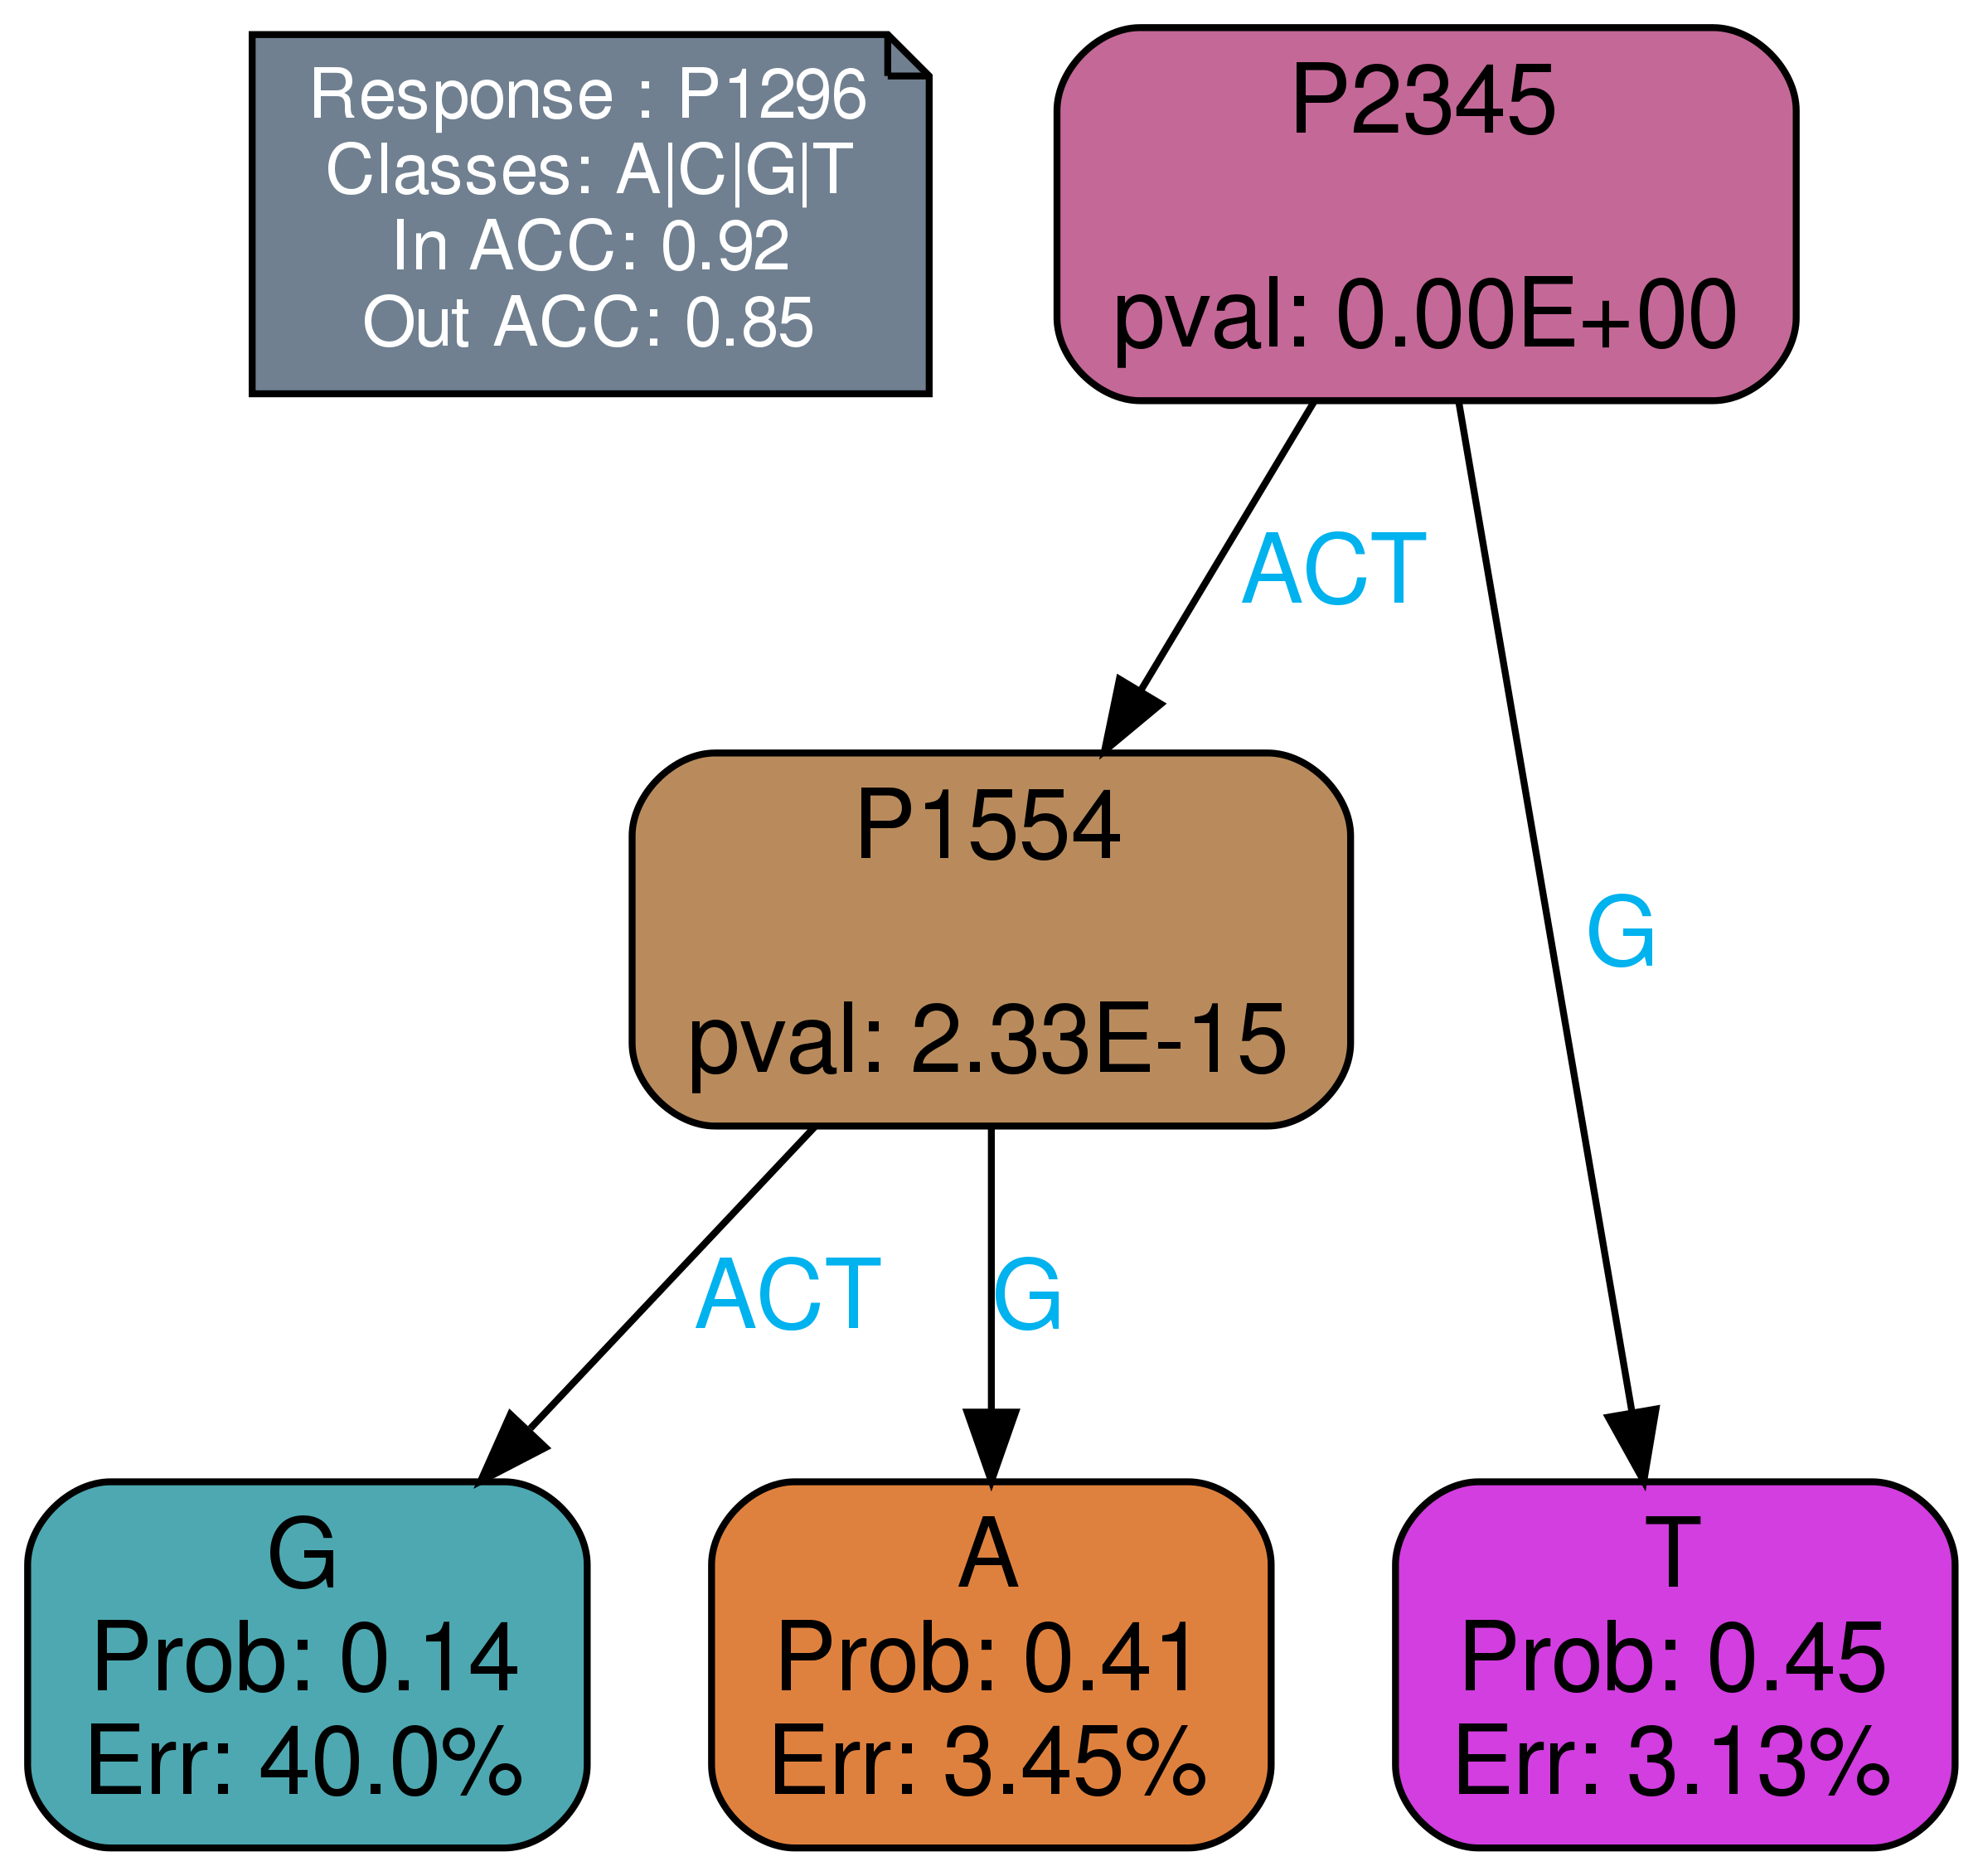 Response : P1296
Classes: A|C|G|T
In ACC: 0.92
Out ACC: 0.85
P2345
pval: 0.00E+00
ACT
P1554
pval: 2.33E-15
G
ACT
G
G
Prob: 0.14
Err: 40.0%
A
Prob: 0.41
Err: 3.45%
T
Prob: 0.45
Err: 3.13%